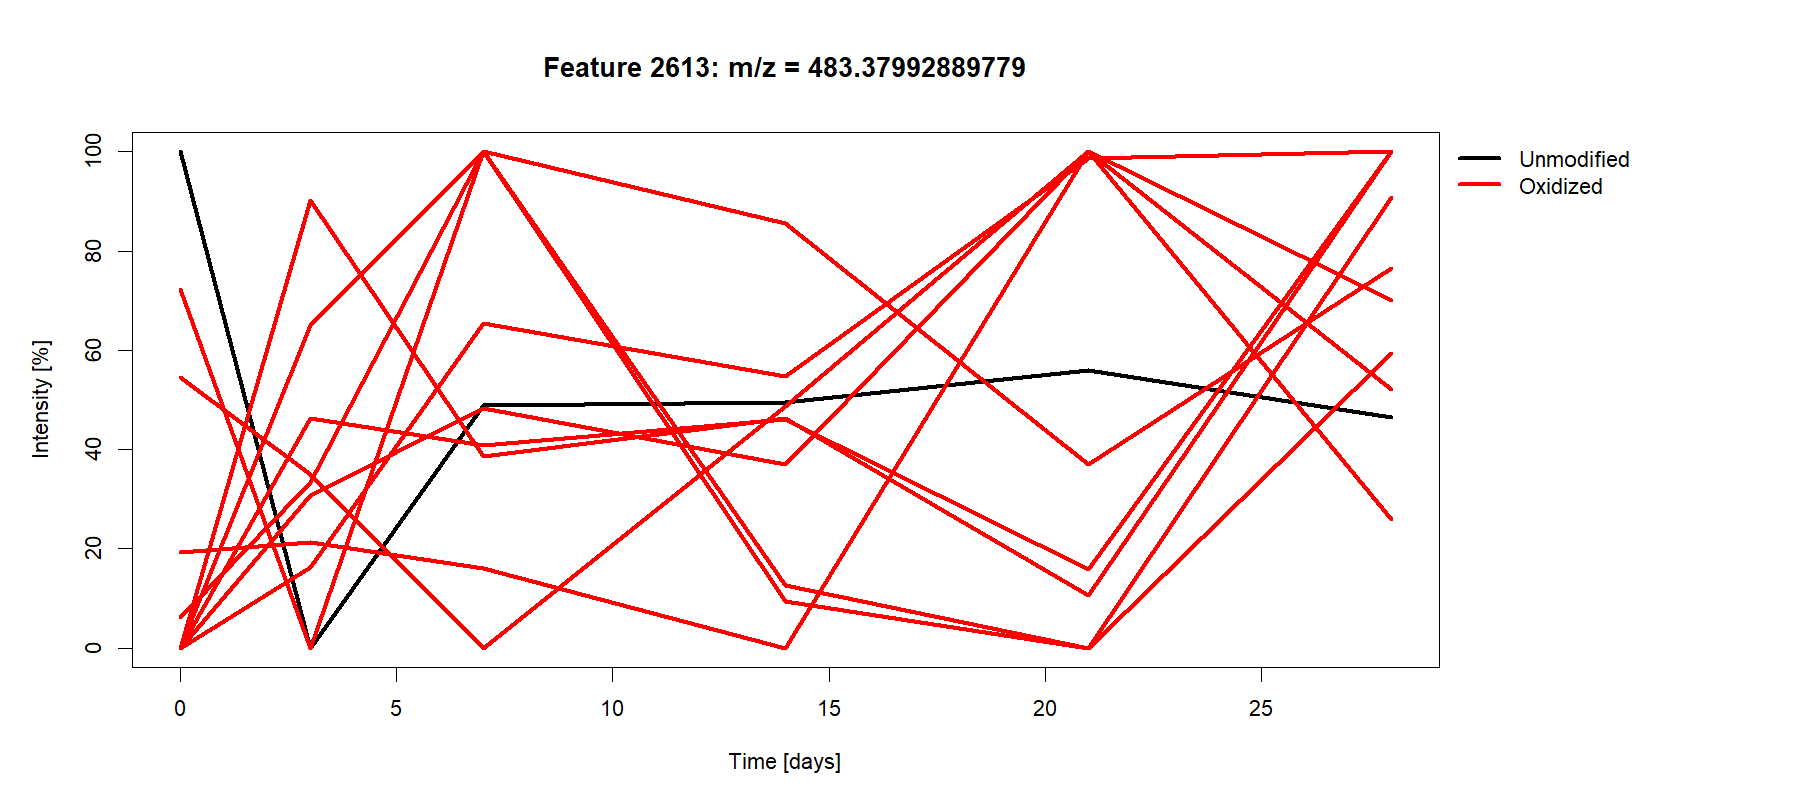 Feature 2613: m/z = 483.37992889779
Unmodified
Oxidized
Intensity [%]
100
80
60
40
20
0
0 5 10 15 20 25
Time [days]